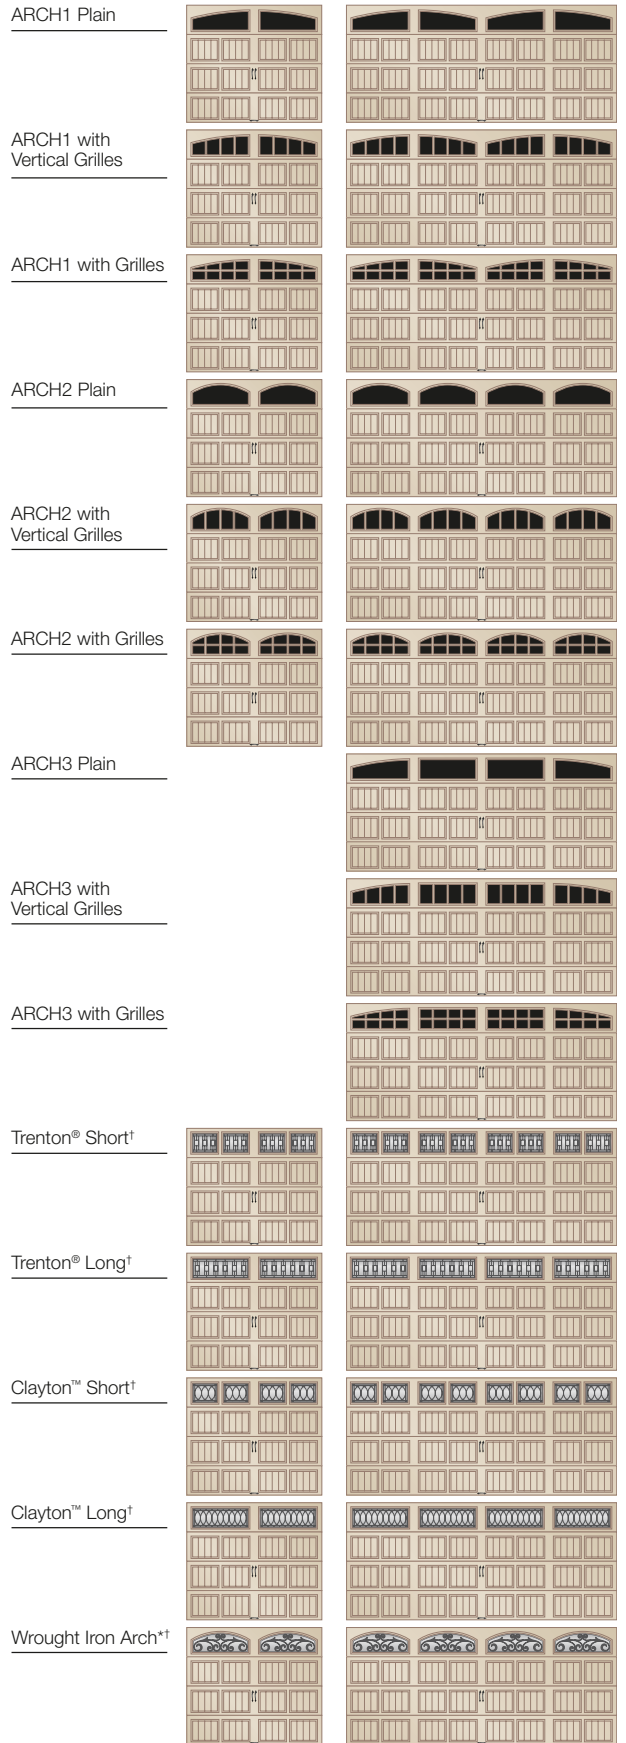 ARCH1 Plain
ARCH1 with
Vertical Grilles
ARCH1 with Grilles
ARCH2 Plain
ARCH2 with
Vertical Grilles
ARCH2 with Grilles
ARCH3 Plain
ARCH3 with
Vertical Grilles
ARCH3 with Grilles
Trenton® Short†
Trenton® Long†
Clayton™ Short†
Clayton™ Long†
Wrought Iron Arch*†